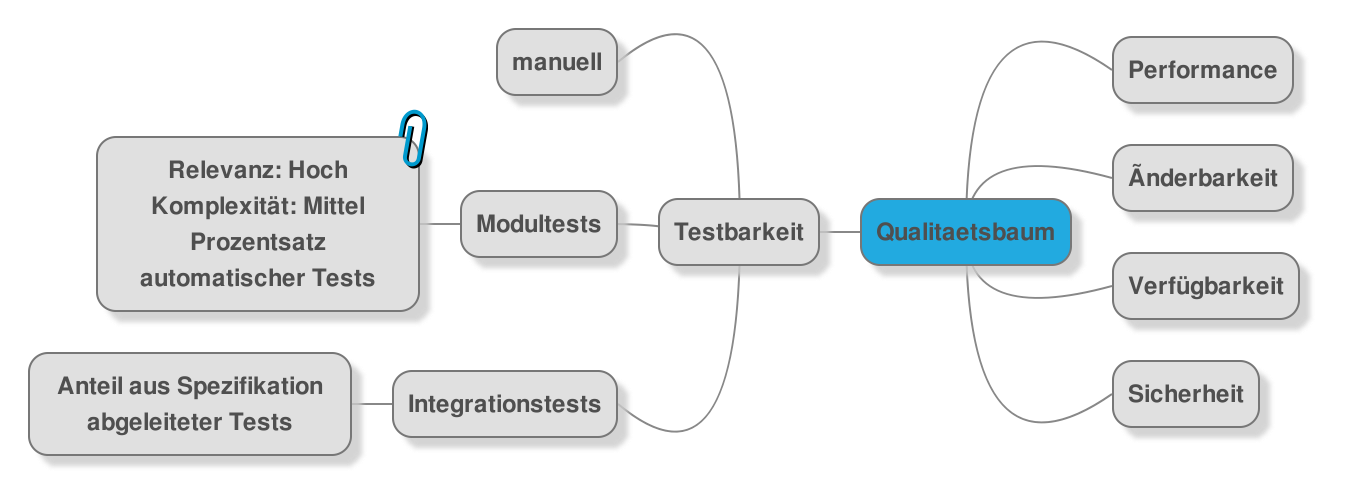 manuell
Relevanz: Hoch
Komplexität: Mittel
Prozentsatz
automatischer Tests
Modultests
Anteil aus Spezifikation
abgeleiteter Tests
Integrationstests
Testbarkeit
Qualitaetsbaum
Performance
Ãnderbarkeit
Verfügbarkeit
Sicherheit